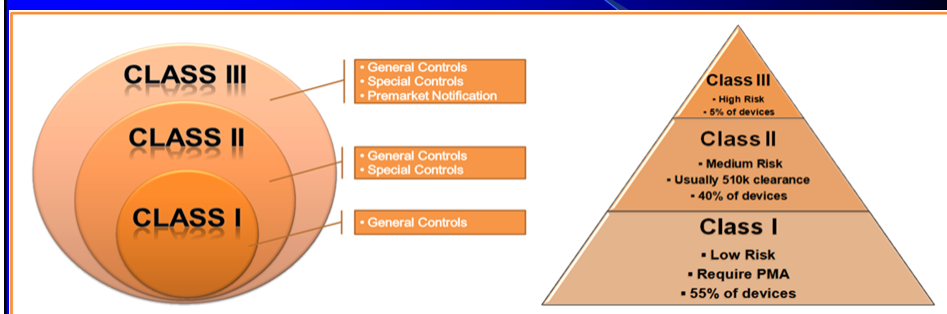 CLASS III
CLASS II
CLASS I
• General Controls
• Special Controls
• Premarket Notification
• General Controls
• Special Controls
• General Controls
Class III
▪ High Risk
▪ 5% of devices
Class II
▪ Medium Risk
▪ Usually 510k clearance
▪ 40% of devices
Class I
▪ Low Risk
▪ Require PMA
▪ 55% of devices